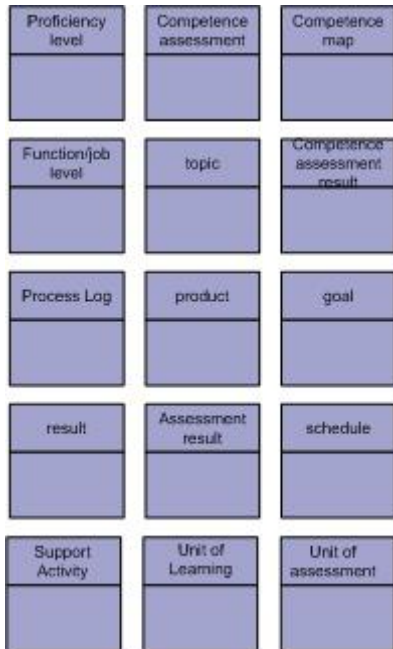 Proficiency
level
Competence
assessment
Competence
map
Function/job
level
topic
Competence
assessment
result
Process Log
product
goal
result
Assessment
result
schedule
Support
Activity
Unit of
Learning
Unit of
assessment